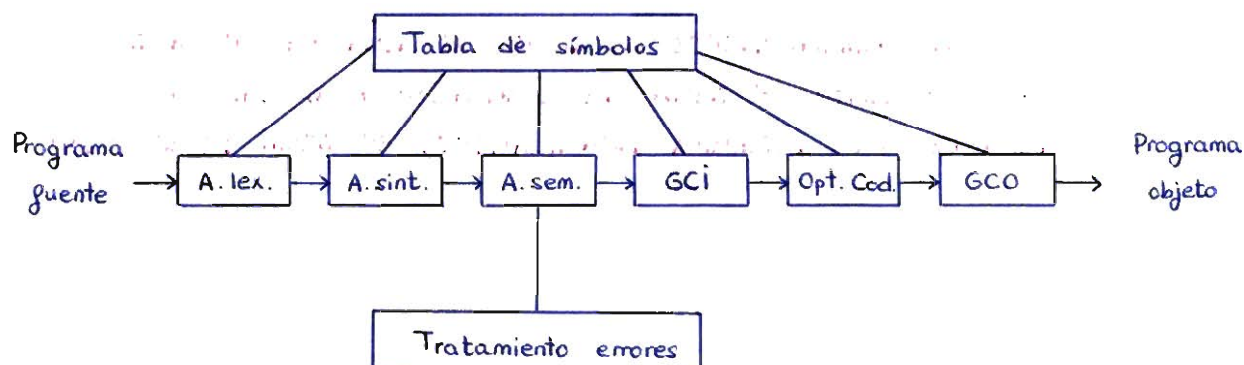 Tabla de símbolos
Programa
fuente
A. lex.
A. sint.
A. sem.
GCi
Opt. Cod.
GCO
Programa
objeto
Tratamiento errores